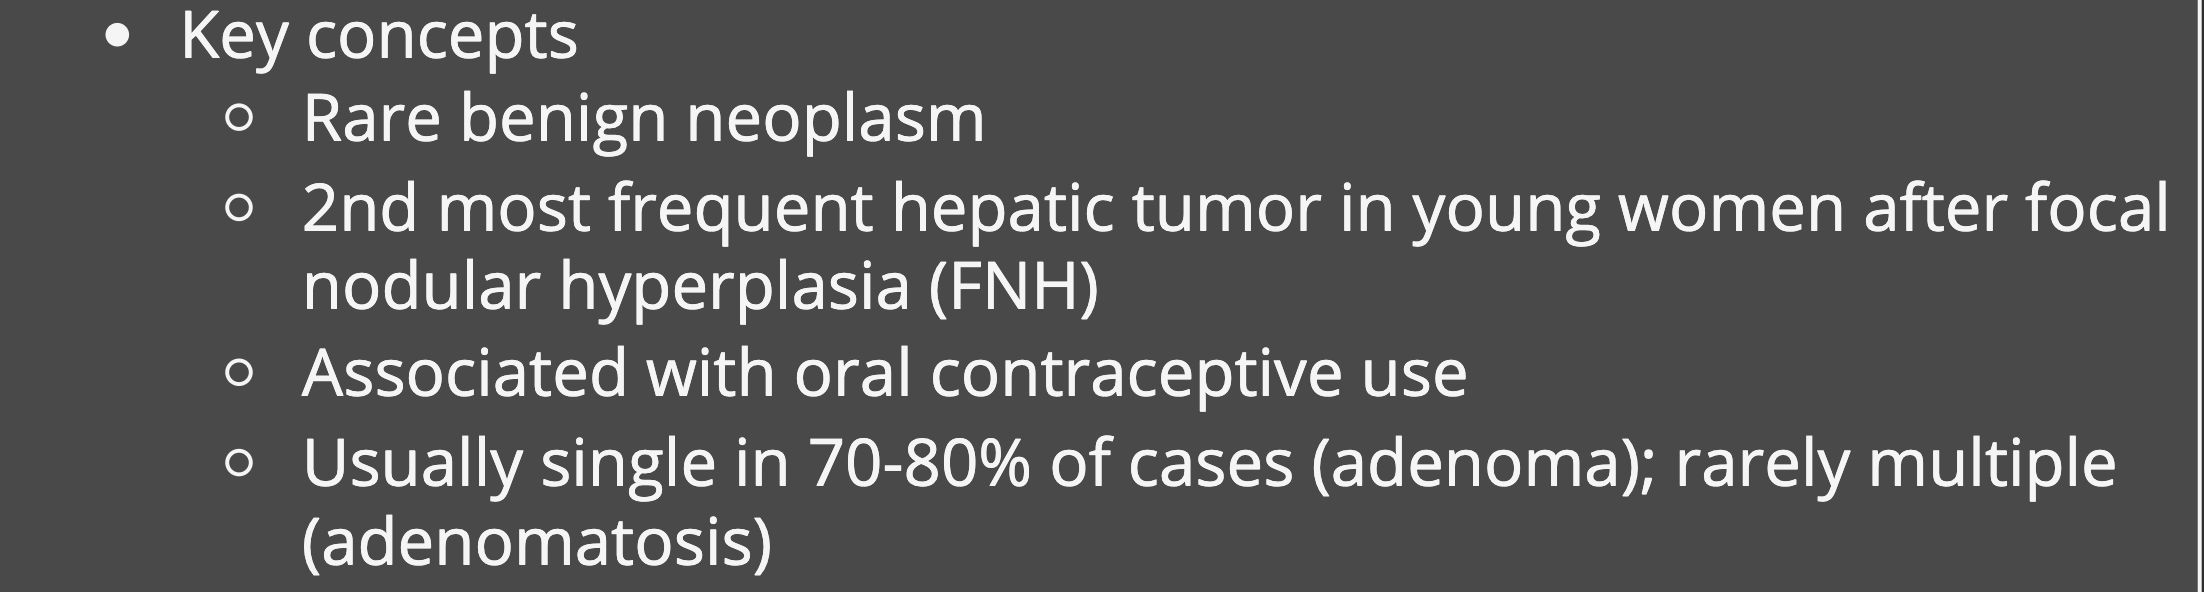 • Key concepts
○ Rare benign neoplasm
○ 2nd most frequent hepatic tumor in young women after focal
nodular hyperplasia (FNH)
○ Associated with oral contraceptive use
○ Usually single in 70-80% of cases (adenoma); rarely multiple
(adenomatosis)